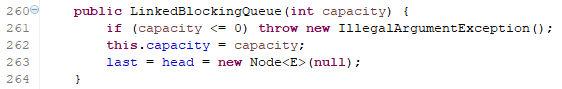 260 public LinkedBlockingQueue(int capacity) {
261 if (capacity <= 0) throw new IllegalArgumentException();
262 this.capacity = capacity;
263 last = head = new Node<E>(null);
264 }